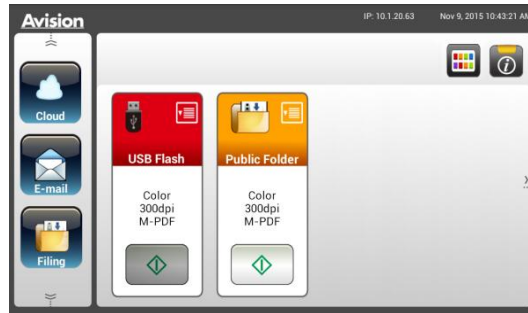 Avision
IP: 10.1.20.63
Nov 9, 2015 10:43:21 AM
Cloud
E-mail
Filing
USB Flash
Color
300dpi
M-PDF
Public Folder
Color
300dpi
M-PDF